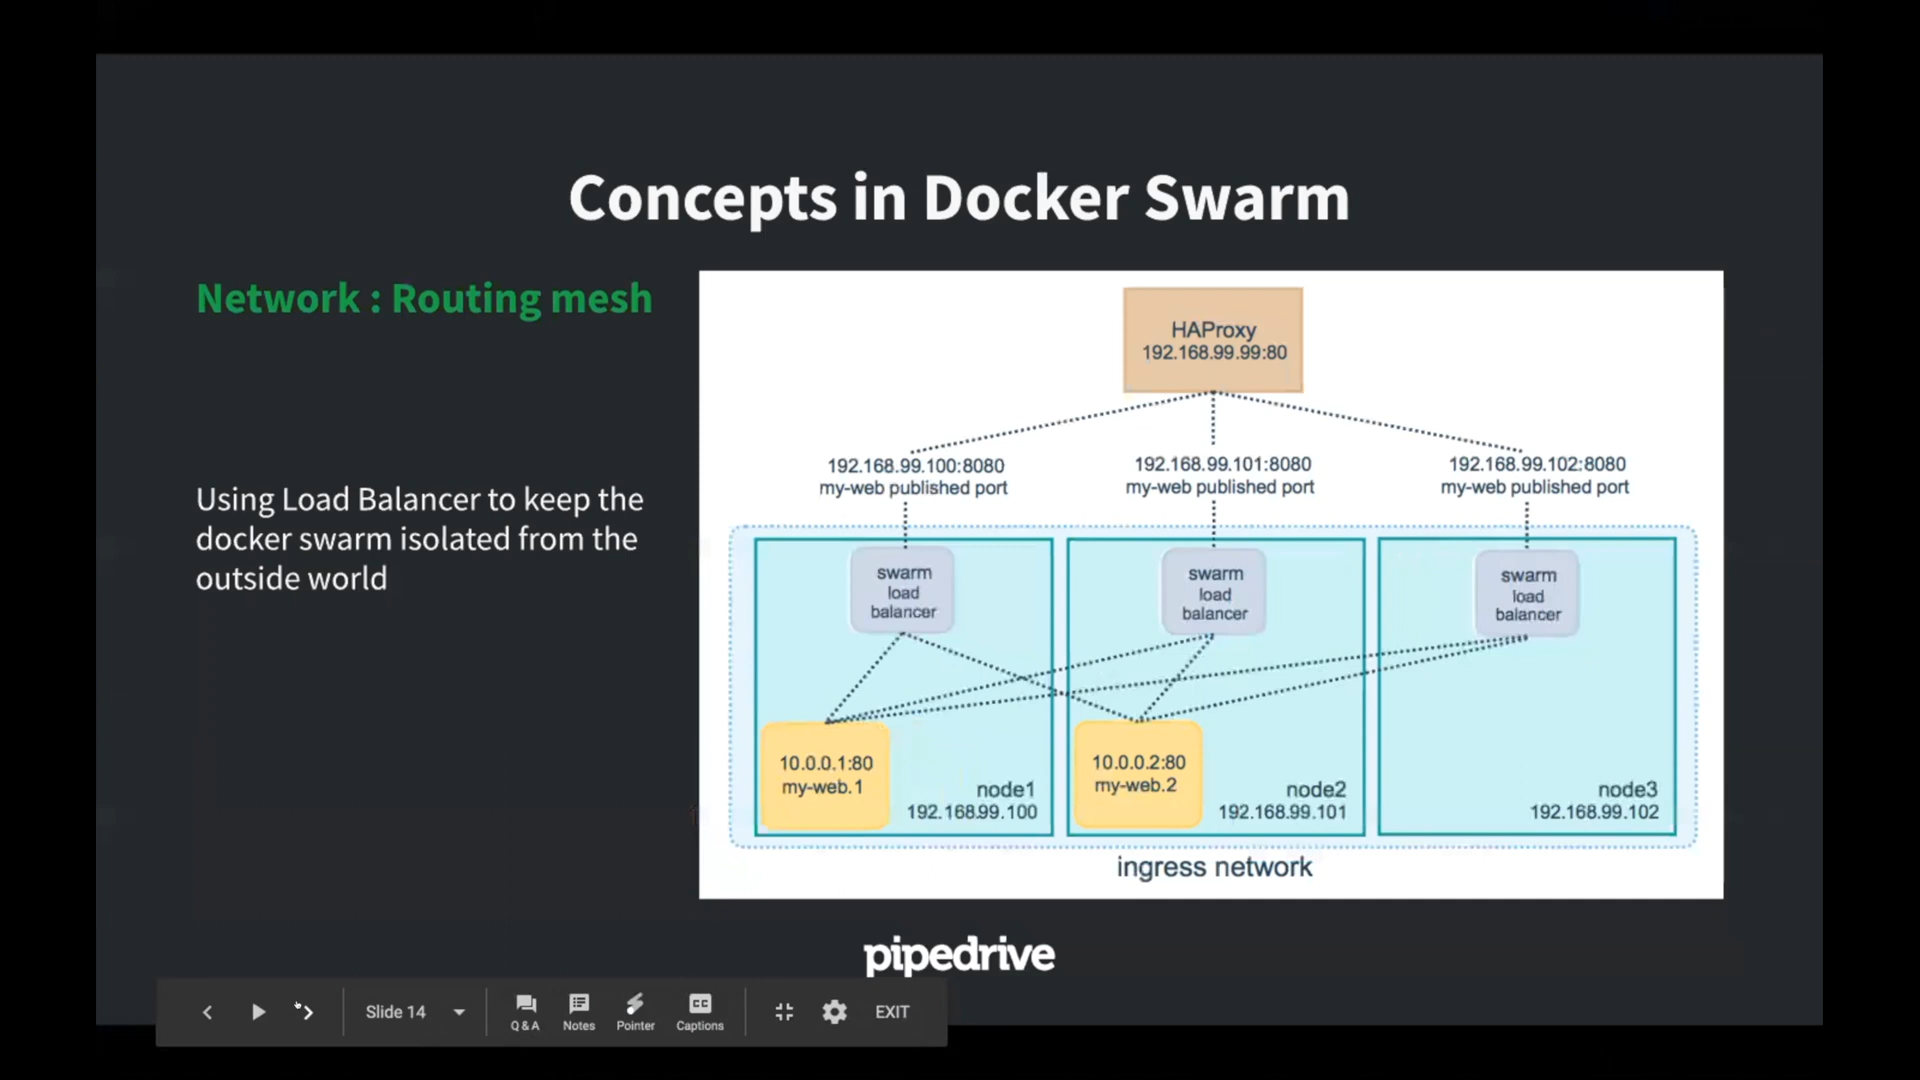 Concepts in Docker Swarm
Network : Routing mesh
Using Load Balancer to keep the
docker swarm isolated from the
outside world
HAProxy
192.168.99.99:80
192.168.99.100:8080
my-web published port
192.168.99.101:8080
my-web published port
192.168.99.102:8080
my-web published port
swarm
load
balancer
swarm
load
balancer
swarm
load
balancer
10.0.0.1:80
my-web.1
node1
192.168.99.100
10.0.0.2:80
my-web.2
node2
192.168.99.101
node3
192.168.99.102
ingress network
pipedrive
Slide 14
Q & A
Notes
Pointer
CC
Captions
EXIT